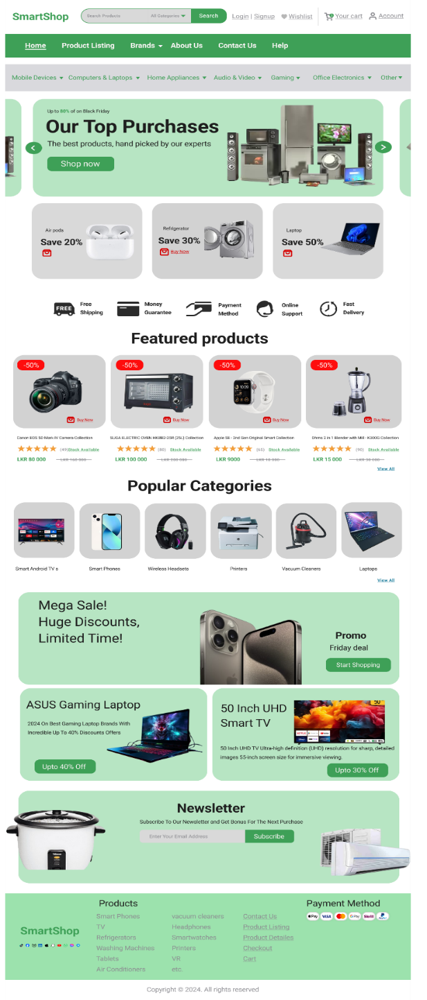 SmartShop
Search Products All Categories Search
Login | Signup Wishlist Your cart Account
Home Product Listing Brands About Us Contact Us Help
Mobile Devices Computers & Laptops Home Appliances Audio & Video Gaming Office Electronics Other
Up to 80% of on Black Friday
Our Top Purchases
The best products, hand picked by our experts
Shop now
Air pods
Save 20%
Refrigerator
Save 30%
Buy Now
Laptop
Save 50%
FREE
Free
Shipping
Money
Guarantee
Payment
Method
Online
Support
Fast
Delivery
Featured products
-50% -50% -50% -50%
Buy Now Buy Now Buy Now Buy Now
Canon EOS 5D Mark IV Camera Collection
(49) Stock Available
LKR 80 000 LKR 160 000
SUGA ELECTRIC OVEN HKBB2-25R (25L) Collection
(80) Stock Available
LKR 100 000 LKR 200 000
Apple SE - 2nd Gen Original Smart Collection
(65) Stock Available
LKR 9000 LKR 18 000
Ohms 3 in 1 Blender with Mill - K300G Collection
(90) Stock Available
LKR 15 000 LKR 30 000
View All
Popular Categories
Smart Android TV s Smart Phones Wireless Headsets Printers Vacuum Cleaners Laptops
View All
Mega Sale!
Huge Discounts,
Limited Time!
Promo
Friday deal
Start Shopping
ASUS Gaming Laptop
2024 On Best Gaming Laptop Brands With
Incredible Up To 40% Discounts Offers
Upto 40% Off
50 Inch UHD
Smart TV
50 Inch UHD TV Ultra-high definition (UHD) resolution for sharp, detailed
images 55-inch screen size for immersive viewing.
Upto 30% Off
Newsletter
Subscribe To Our Newsletter and Get Bonus For The Next Purchase
Enter Your Email Address Subscribe
SmartShop
Products
Smart Phones
TV
Refrigerators
Washing Machines
Tablets
Air Conditioners
vacuum cleaners
Headphones
Smartwatches
Printers
VR
etc.
Contact Us
Product Listing
Product Detailes
Checkout
Cart
Payment Method
Pay VISA G Pay Skrill PayPal
Copyright © 2024. All rights reserved